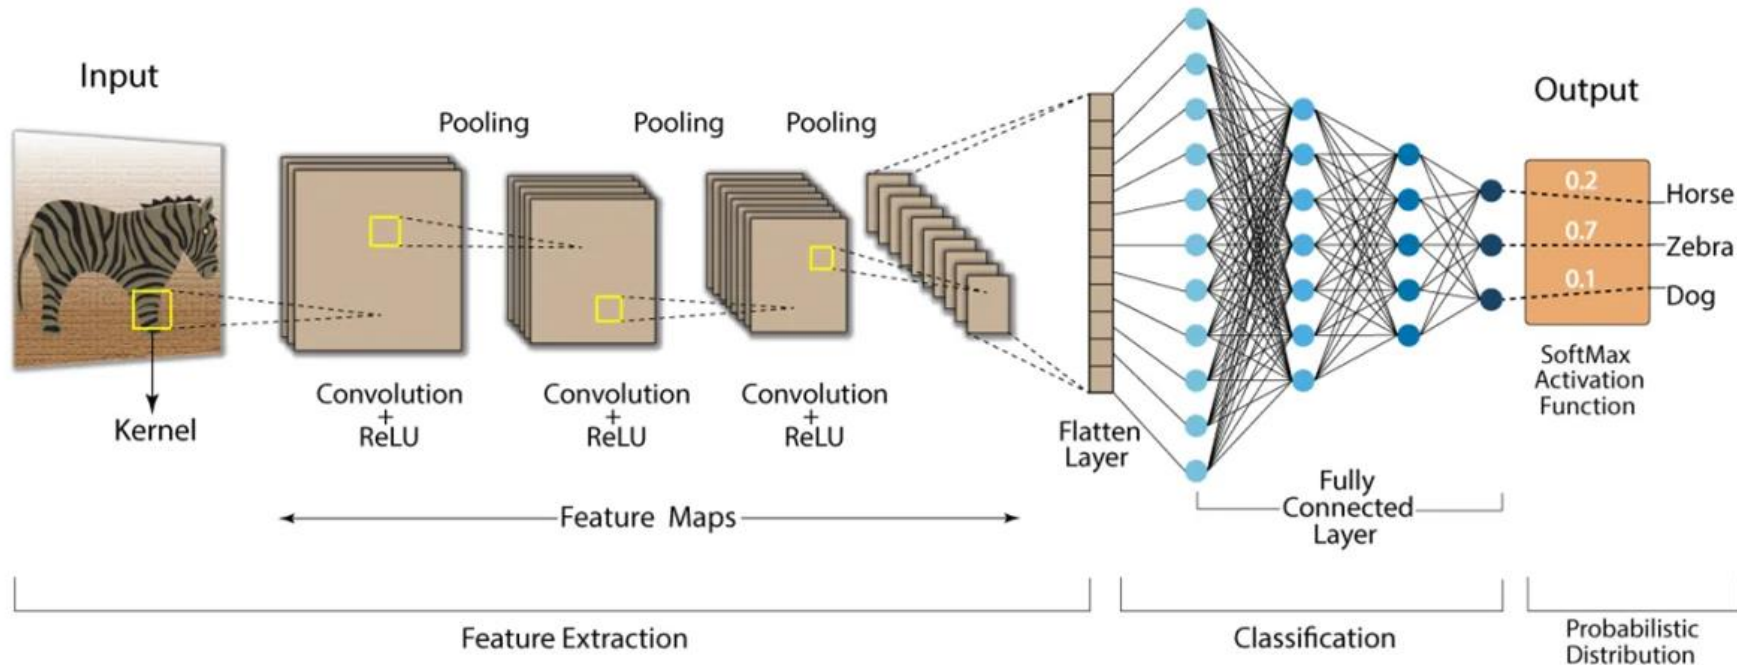 Input
Pooling
Pooling
Pooling
Output
0.2
Horse
0.7
Zebra
0.1
Dog
SoftMax
Activation
Function
Convolution
+
ReLU
Convolution
+
ReLU
Convolution
+
ReLU
Kernel
Flatten
Layer
Fully
Connected
Layer
Feature Maps
Feature Extraction
Classification
Probabilistic
Distribution